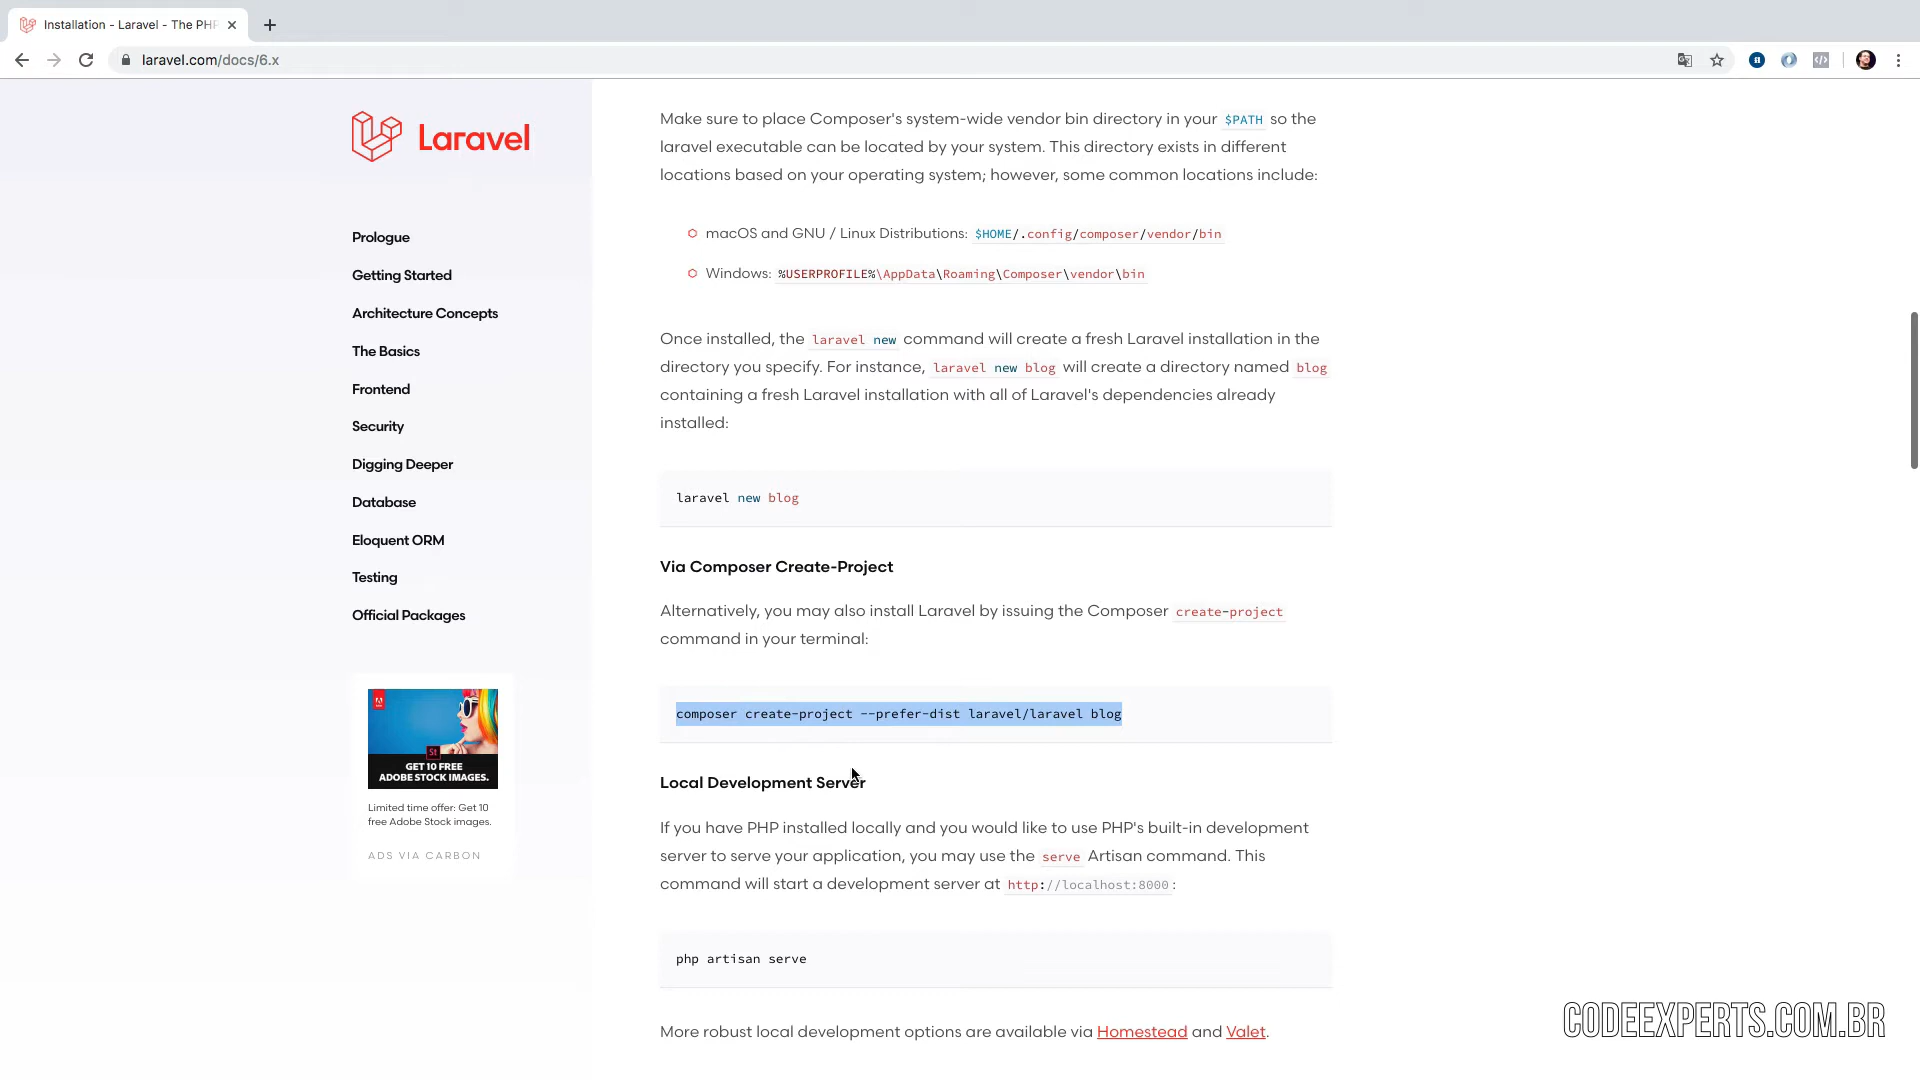 Installation - Laravel - The PHP
laravel.com/docs/6.x
Laravel
Prologue
Getting Started
Architecture Concepts
The Basics
Frontend
Security
Digging Deeper
Database
Eloquent ORM
Testing
Official Packages
St
GET 10 FREE
ADOBE STOCK IMAGES.
Limited time offer: Get 10
free Adobe Stock images.
ADS VIA CARBON
Make sure to place Composer's system-wide vendor bin directory in your $PATH so the
laravel executable can be located by your system. This directory exists in different
locations based on your operating system; however, some common locations include:
macOS and GNU / Linux Distributions: $HOME/.config/composer/vendor/bin
Windows: %USERPROFILE%\AppData\Roaming\Composer\vendor\bin
Once installed, the laravel new command will create a fresh Laravel installation in the
directory you specify. For instance, laravel new blog will create a directory named blog
containing a fresh Laravel installation with all of Laravel's dependencies already
installed:
laravel new blog
Via Composer Create-Project
Alternatively, you may also install Laravel by issuing the Composer create-project
command in your terminal:
composer create-project --prefer-dist laravel/laravel blog
Local Development Server
If you have PHP installed locally and you would like to use PHP's built-in development
server to serve your application, you may use the serve Artisan command. This
command will start a development server at http://localhost:8000:
php artisan serve
More robust local development options are available via Homestead and Valet.
CODEEXPERTS.COM.BR